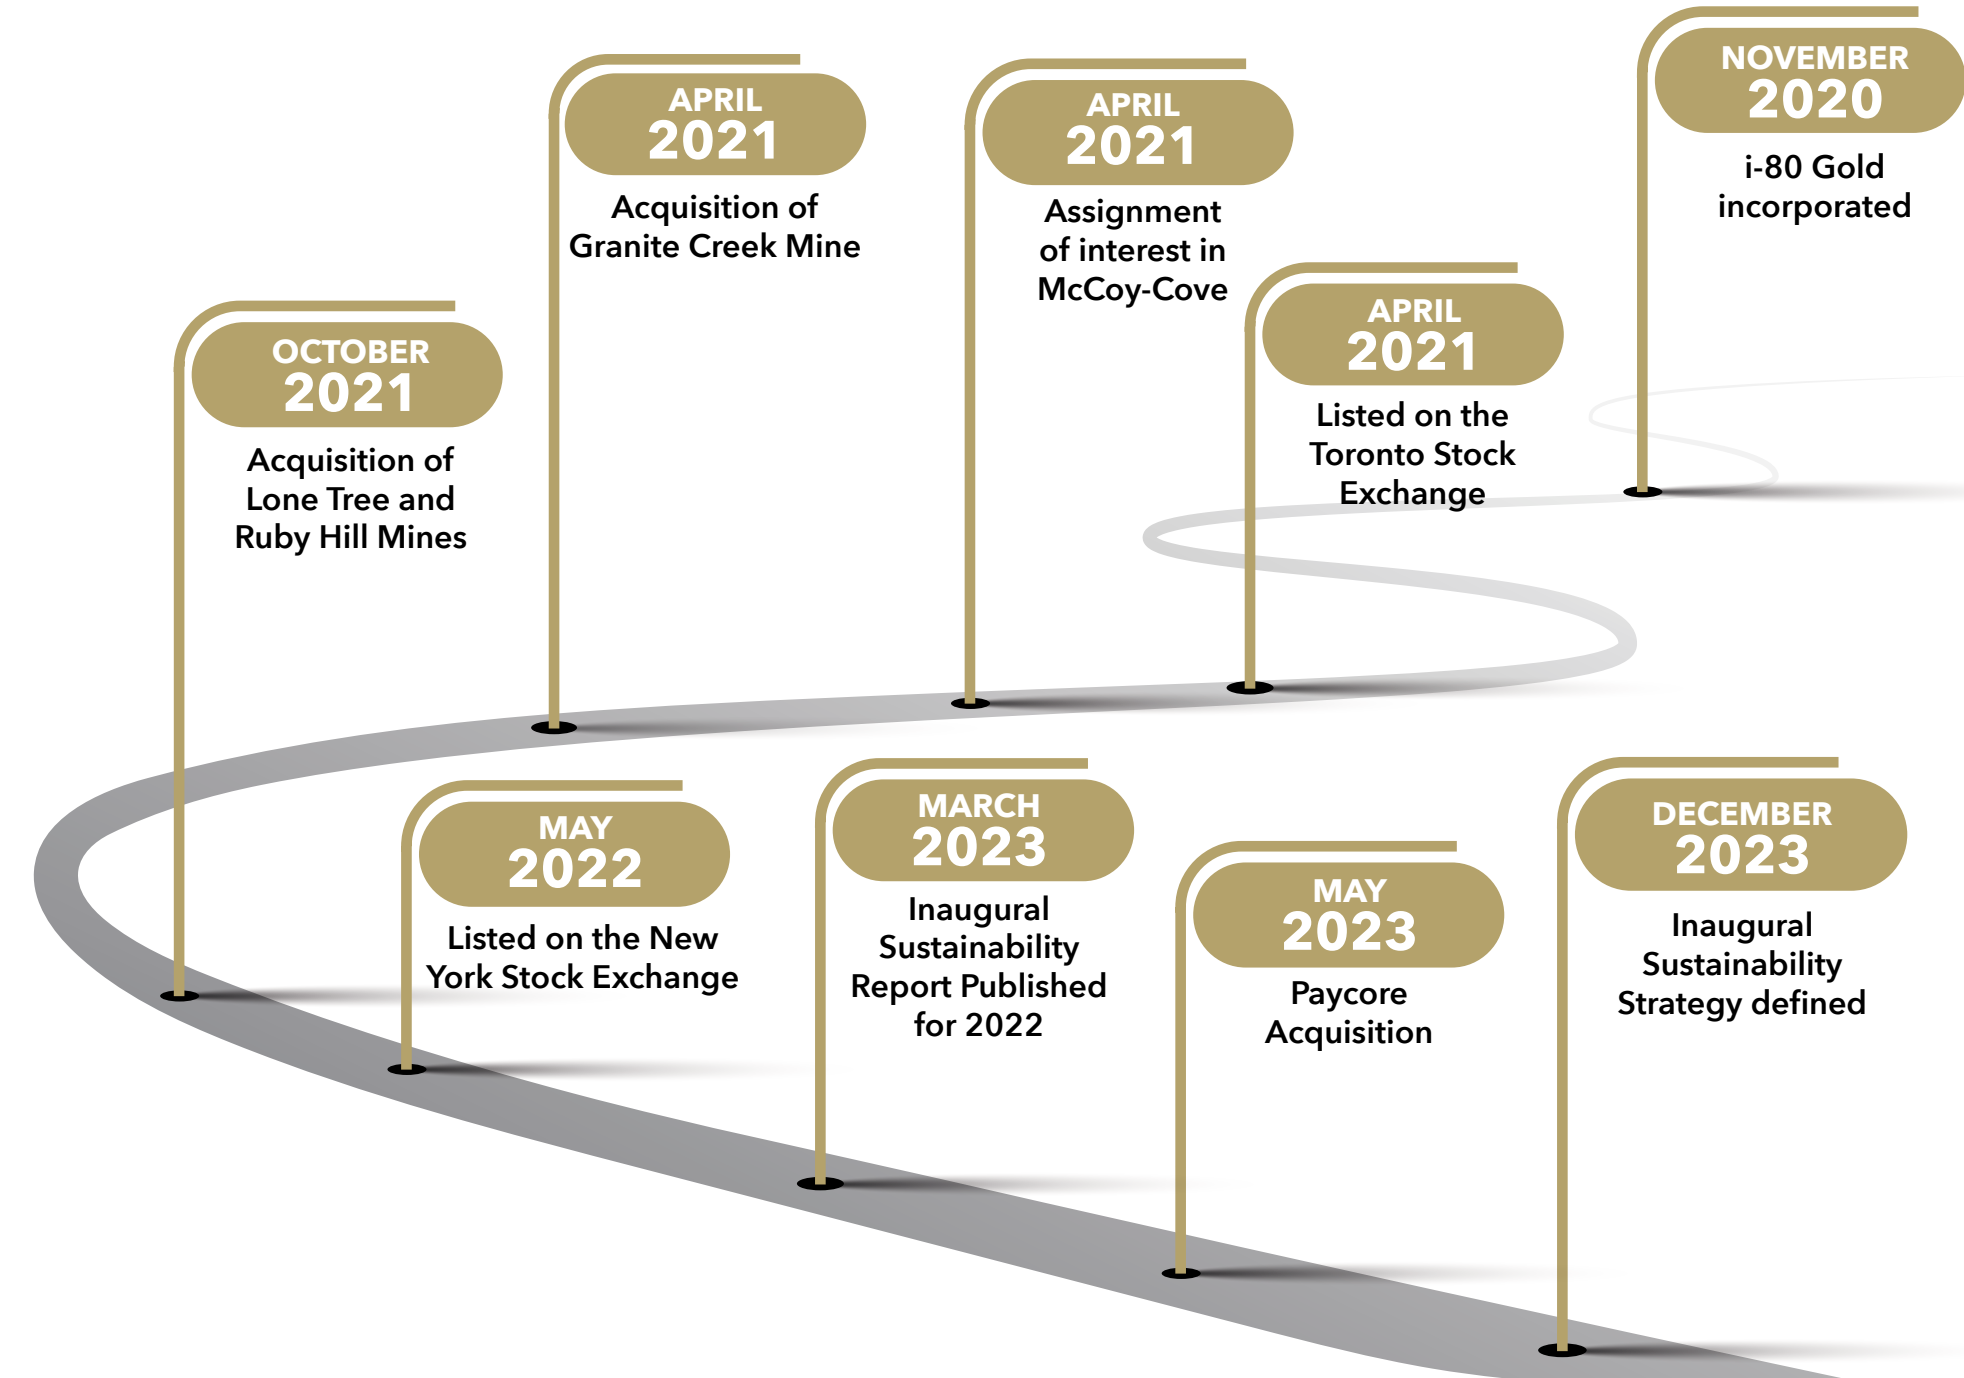 NOVEMBER
2020
i-80 Gold
incorporated
APRIL
2021
Listed on the
Toronto Stock
Exchange
APRIL
2021
Assignment
of interest in
McCoy-Cove
APRIL
2021
Acquisition of
Granite Creek Mine
OCTOBER
2021
Acquisition of
Lone Tree and
Ruby Hill Mines
MAY
2022
Listed on the New
York Stock Exchange
MARCH
2023
Inaugural
Sustainability
Report Published
for 2022
MAY
2023
Paycore
Acquisition
DECEMBER
2023
Inaugural
Sustainability
Strategy defined